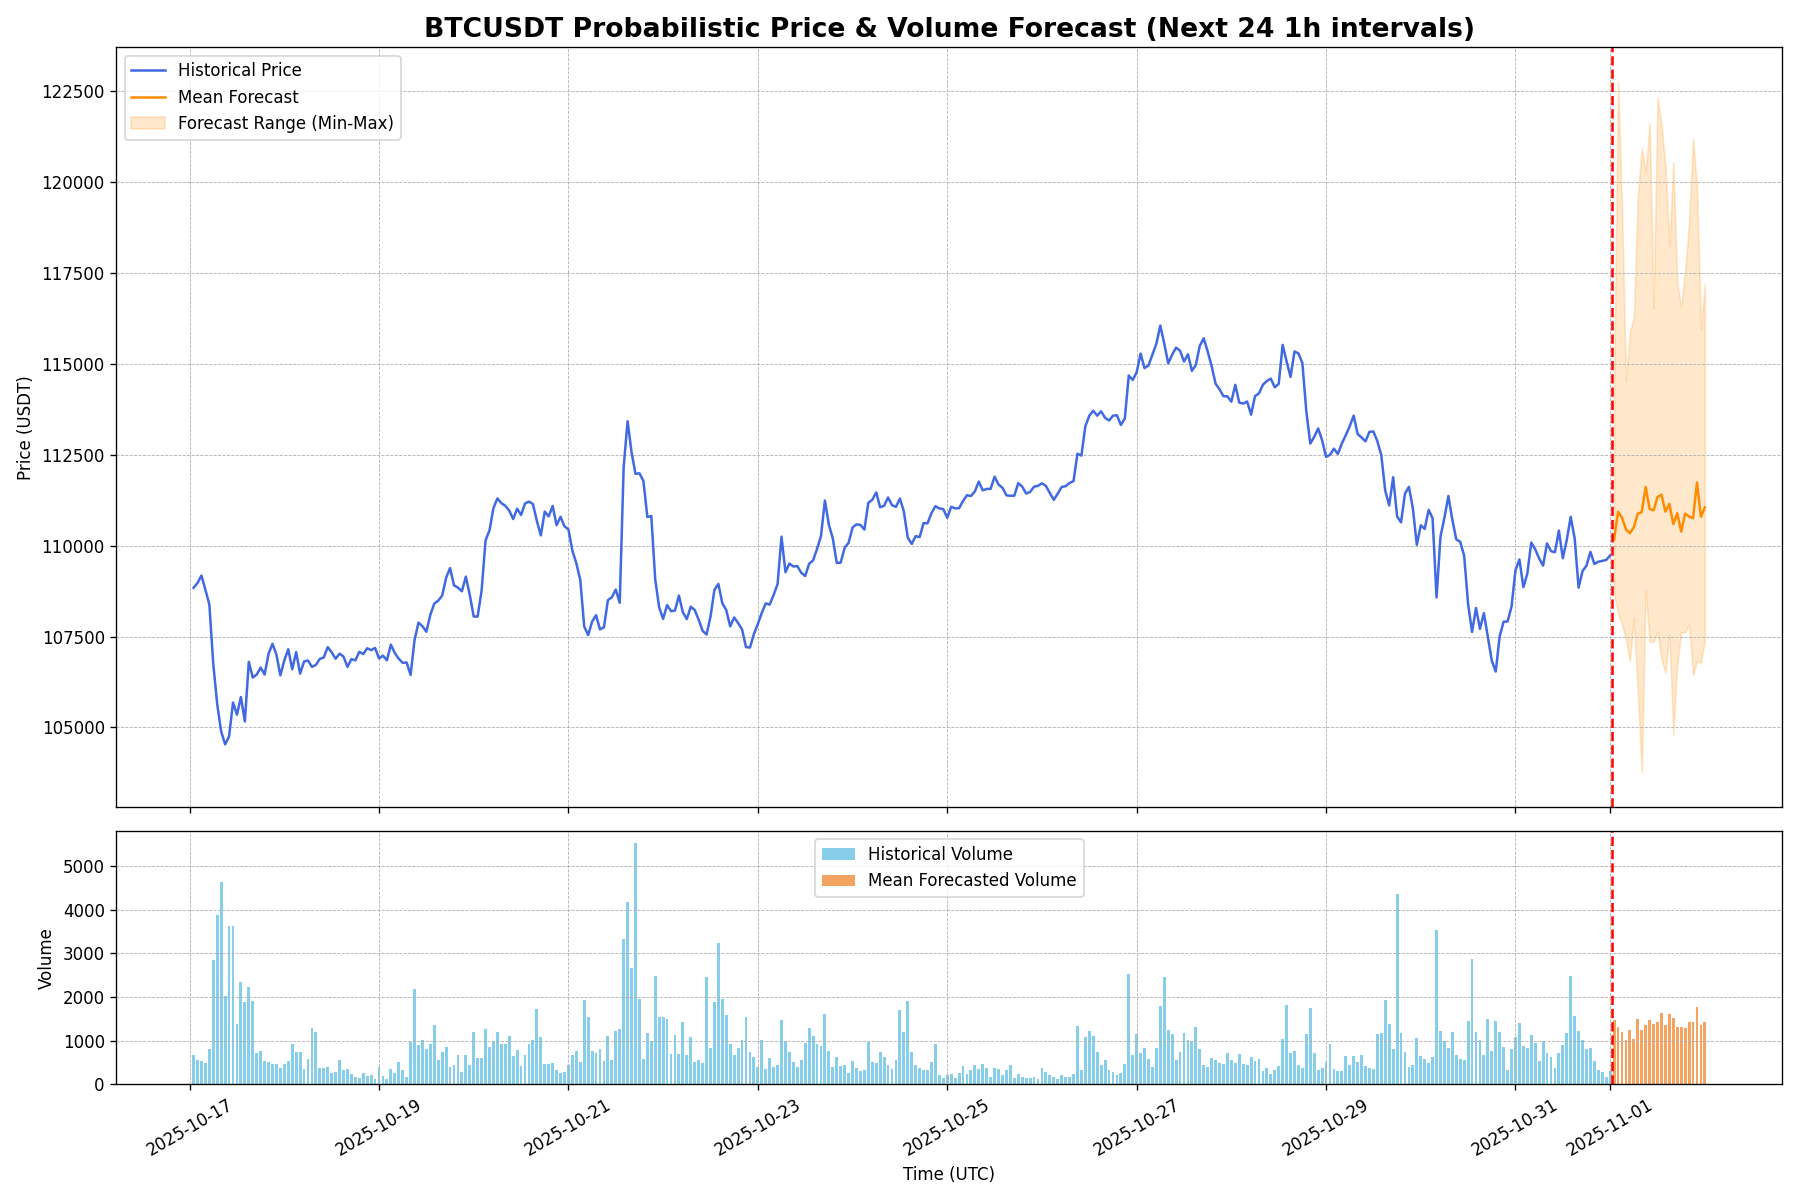 BTCUSDT Probabilistic Price & Volume Forecast (Next 24 1h intervals)
Historical Price
Mean Forecast
Forecast Range (Min-Max)
122500
120000
117500
115000
112500
110000
107500
105000
Price (USDT)
Historical Volume
Mean Forecasted Volume
5000
4000
3000
2000
1000
0
Volume
2025-10-17
2025-10-19
2025-10-21
2025-10-23
2025-10-25
2025-10-27
2025-10-29
2025-10-31
2025-11-01
Time (UTC)